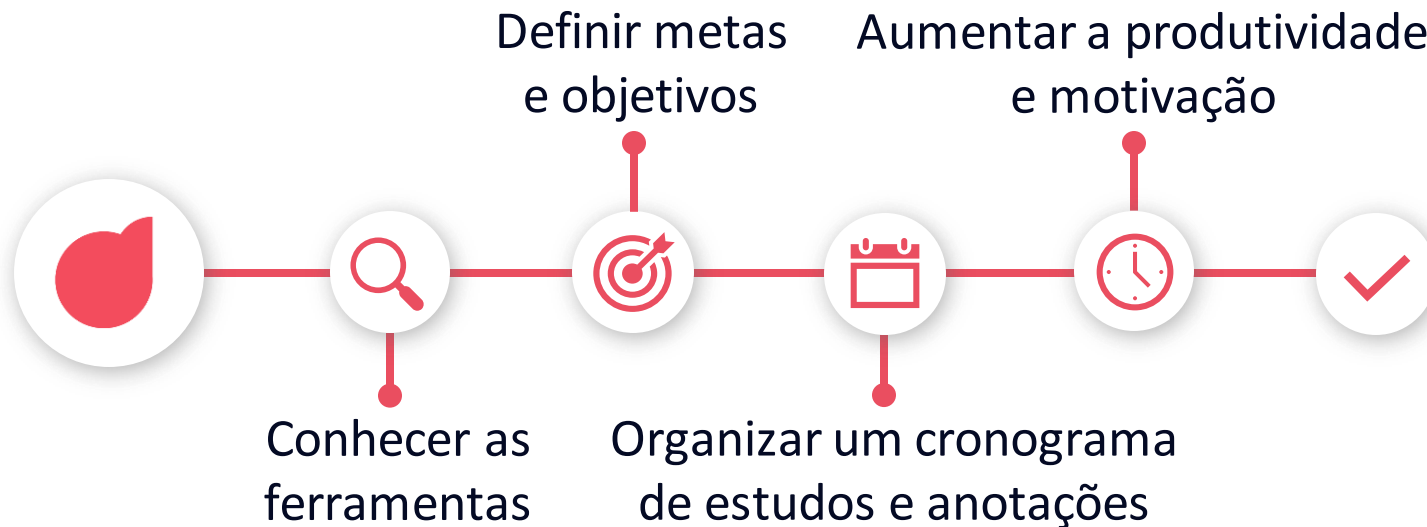 Definir metas
e objetivos
Aumentar a produtividade
e motivação
Conhecer as
ferramentas
Organizar um cronograma
de estudos e anotações